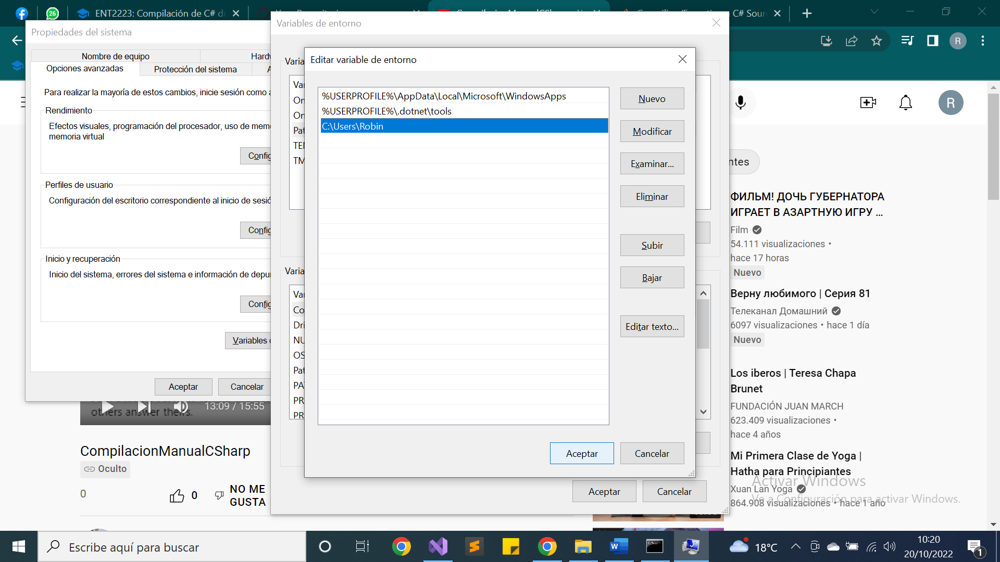 26
ENT2223: Compilación de C# d
C# Sour
Propiedades del sistema
Nombre de equipo
Hardw
Opciones avanzadas
Protección del sistema
A
Para realizar la mayoría de estos cambios, inicie sesión como a
Rendimiento
Efectos visuales, programación del procesador, uso de mem
memoria virtual
Config
Perfiles de usuario
Configuración del escritorio correspondiente al inicio de sesió
Config
Inicio y recuperación
Inicio del sistema, errores del sistema e información de depur
Config
Variables
Aceptar
Cancelar
Variables de entorno
Varia
Var
On
On
Pat
TEM
TM
Varia
Var
Co
Dri
NU
OS
Pat
PA
PR
PR
Aceptar
Cancelar
Editar variable de entorno
%USERPROFILE%\AppData\Local\Microsoft\WindowsApps
%USERPROFILE%\.dotnet\tools
C:\Users\Robin
Nuevo
Modificar
Examinar...
Eliminar
Subir
Bajar
Editar texto...
Aceptar
Cancelar
R
R
ntes
ФИЛЬМ! ДОЧЬ ГУБЕРНАТОРА
ИГРАЕТ В АЗАРТНУЮ ИГРУ ...
Film
54.111 visualizaciones •
hace 17 horas
Nuevo
Верну любимого | Серия 81
Телеканал Домашний
6097 visualizaciones • hace 1 día
Nuevo
Los iberos | Teresa Chapa
Brunet
FUNDACIÓN JUAN MARCH
623.409 visualizaciones •
hace 4 años
Mi Primera Clase de Yoga |
Hatha para Principiantes
Xuan Lan Yoga
864.908 visualizaciones • hace 1 año
Activar Windows
Ve a Configuración para activar Windows.
others answer theirs.
13:09 / 15:55
CompilacionManualCSharp
Oculto
0
0
NO ME
GUSTA
Escribe aquí para buscar
18°C
10:20
20/10/2022
1